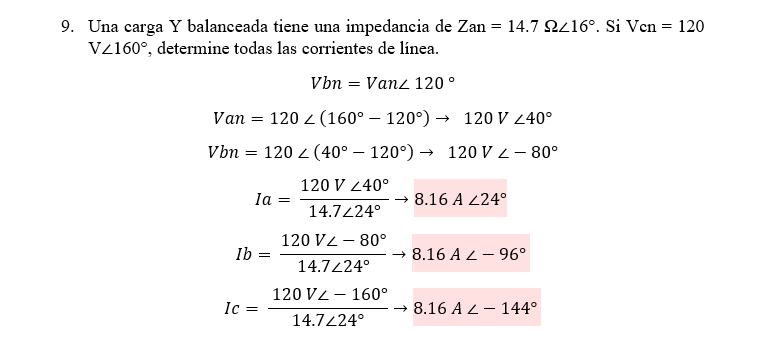 9. Una carga Y balanceada tiene una impedancia de Zan = 14.7 Ω∠16°. Si Vcn = 120
V∠160°, determine todas las corrientes de línea.
Vbn = Van∠ 120 °
Van = 120 ∠ (160° − 120°) → 120 V ∠40°
Vbn = 120 ∠ (40° − 120°) → 120 V ∠ − 80°
Ia = 120 V ∠40° / 14.7∠24° → 8.16 A ∠24°
Ib = 120 V∠ − 80° / 14.7∠24° → 8.16 A ∠ − 96°
Ic = 120 V∠ − 160° / 14.7∠24° → 8.16 A ∠ − 144°